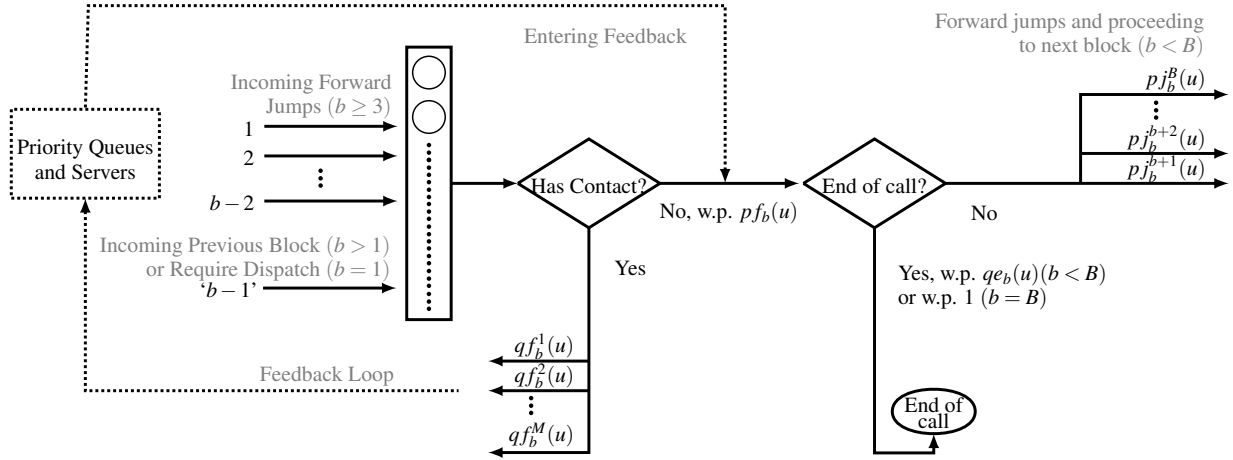 Entering Feedback
Forward jumps and proceeding
to next block (b < B)
Incoming Forward
Jumps (b ≥ 3)
1
2
⋮
b − 2
Incoming Previous Block (b > 1)
or Require Dispatch (b = 1)
‘b − 1’
Priority Queues
and Servers
Has Contact?
No, w.p. pf_b(u)
Yes
End of call?
No
pj_b^B(u)
⋮
pj_b^{b+2}(u)
pj_b^{b+1}(u)
Yes, w.p. qe_b(u)(b < B)
or w.p. 1 (b = B)
qf_b^1(u)
qf_b^2(u)
⋮
qf_b^M(u)
Feedback Loop
End of
call